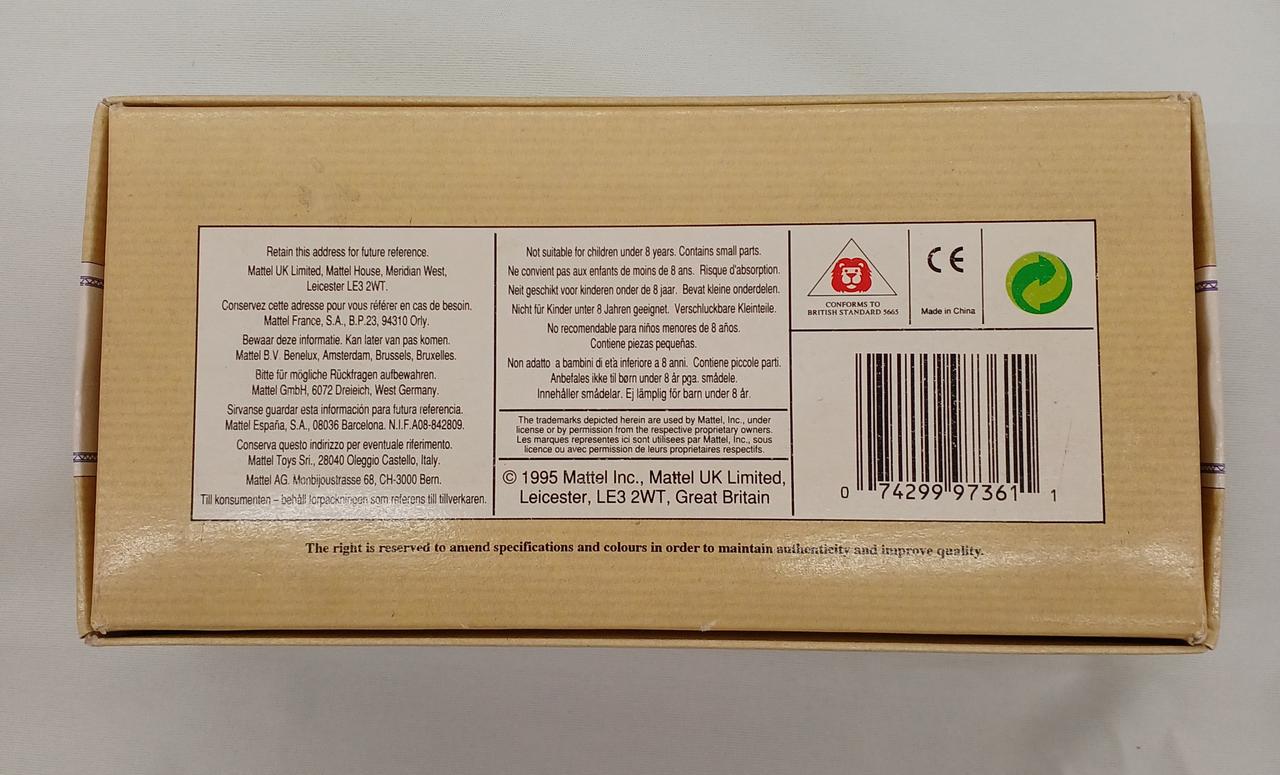 Retain this address for future reference.
Mattel UK Limited, Mattel House, Meridian West,
Leicester LE3 2WT.
Conservez cette adresse pour vous référer en cas de besoin.
Mattel France, S.A., B.P.23, 94310 Orly.
Bewaar deze informatie. Kan later van pas komen.
Mattel B.V. Benelux, Amsterdam, Brussels, Bruxelles.
Bitte für mögliche Rückfragen aufbewahren.
Mattel GmbH, 6072 Dreieich, West Germany.
Sirvanse guardar esta información para futura referencia.
Mattel España, S.A., 08036 Barcelona. N.I.F.A08-842809.
Conserva questo indirizzo per eventuale riferimento.
Mattel Toys Sri., 28040 Oleggio Castello, Italy.
Mattel AG. Monbijoustrasse 68, CH-3000 Bern.
Till konsumenten – behåll förpackningen som referens till tillverkaren.
Not suitable for children under 8 years. Contains small parts.
Ne convient pas aux enfants de moins de 8 ans. Risque d'absorption.
Neit geschikt voor kinderen onder de 8 jaar. Bevat kleine onderdelen.
Nicht für Kinder unter 8 Jahren geeignet. Verschluckbare Kleinteile.
No recomendable para niños menores de 8 años.
Contiene piezas pequeñas.
Non adatto a bambini di età inferiore a 8 anni. Contiene piccole parti.
Anbefales ikke til børn under 8 år pga. smådele.
Innehåller smådelar. Ej lämplig för barn under 8 år.
The trademarks depicted herein are used by Mattel, Inc., under
license or by permission from the respective proprietary owners.
Les marques representes ici sont utilisees par Mattel, Inc., sous
licence ou avec permission de leurs proprietaires respectifs.
© 1995 Mattel Inc., Mattel UK Limited,
Leicester, LE3 2WT, Great Britain
CONFORMS TO
BRITISH STANDARD 5665
CE
Made in China
0 74299 97361 1
The right is reserved to amend specifications and colours in order to maintain authenticity and improve quality.